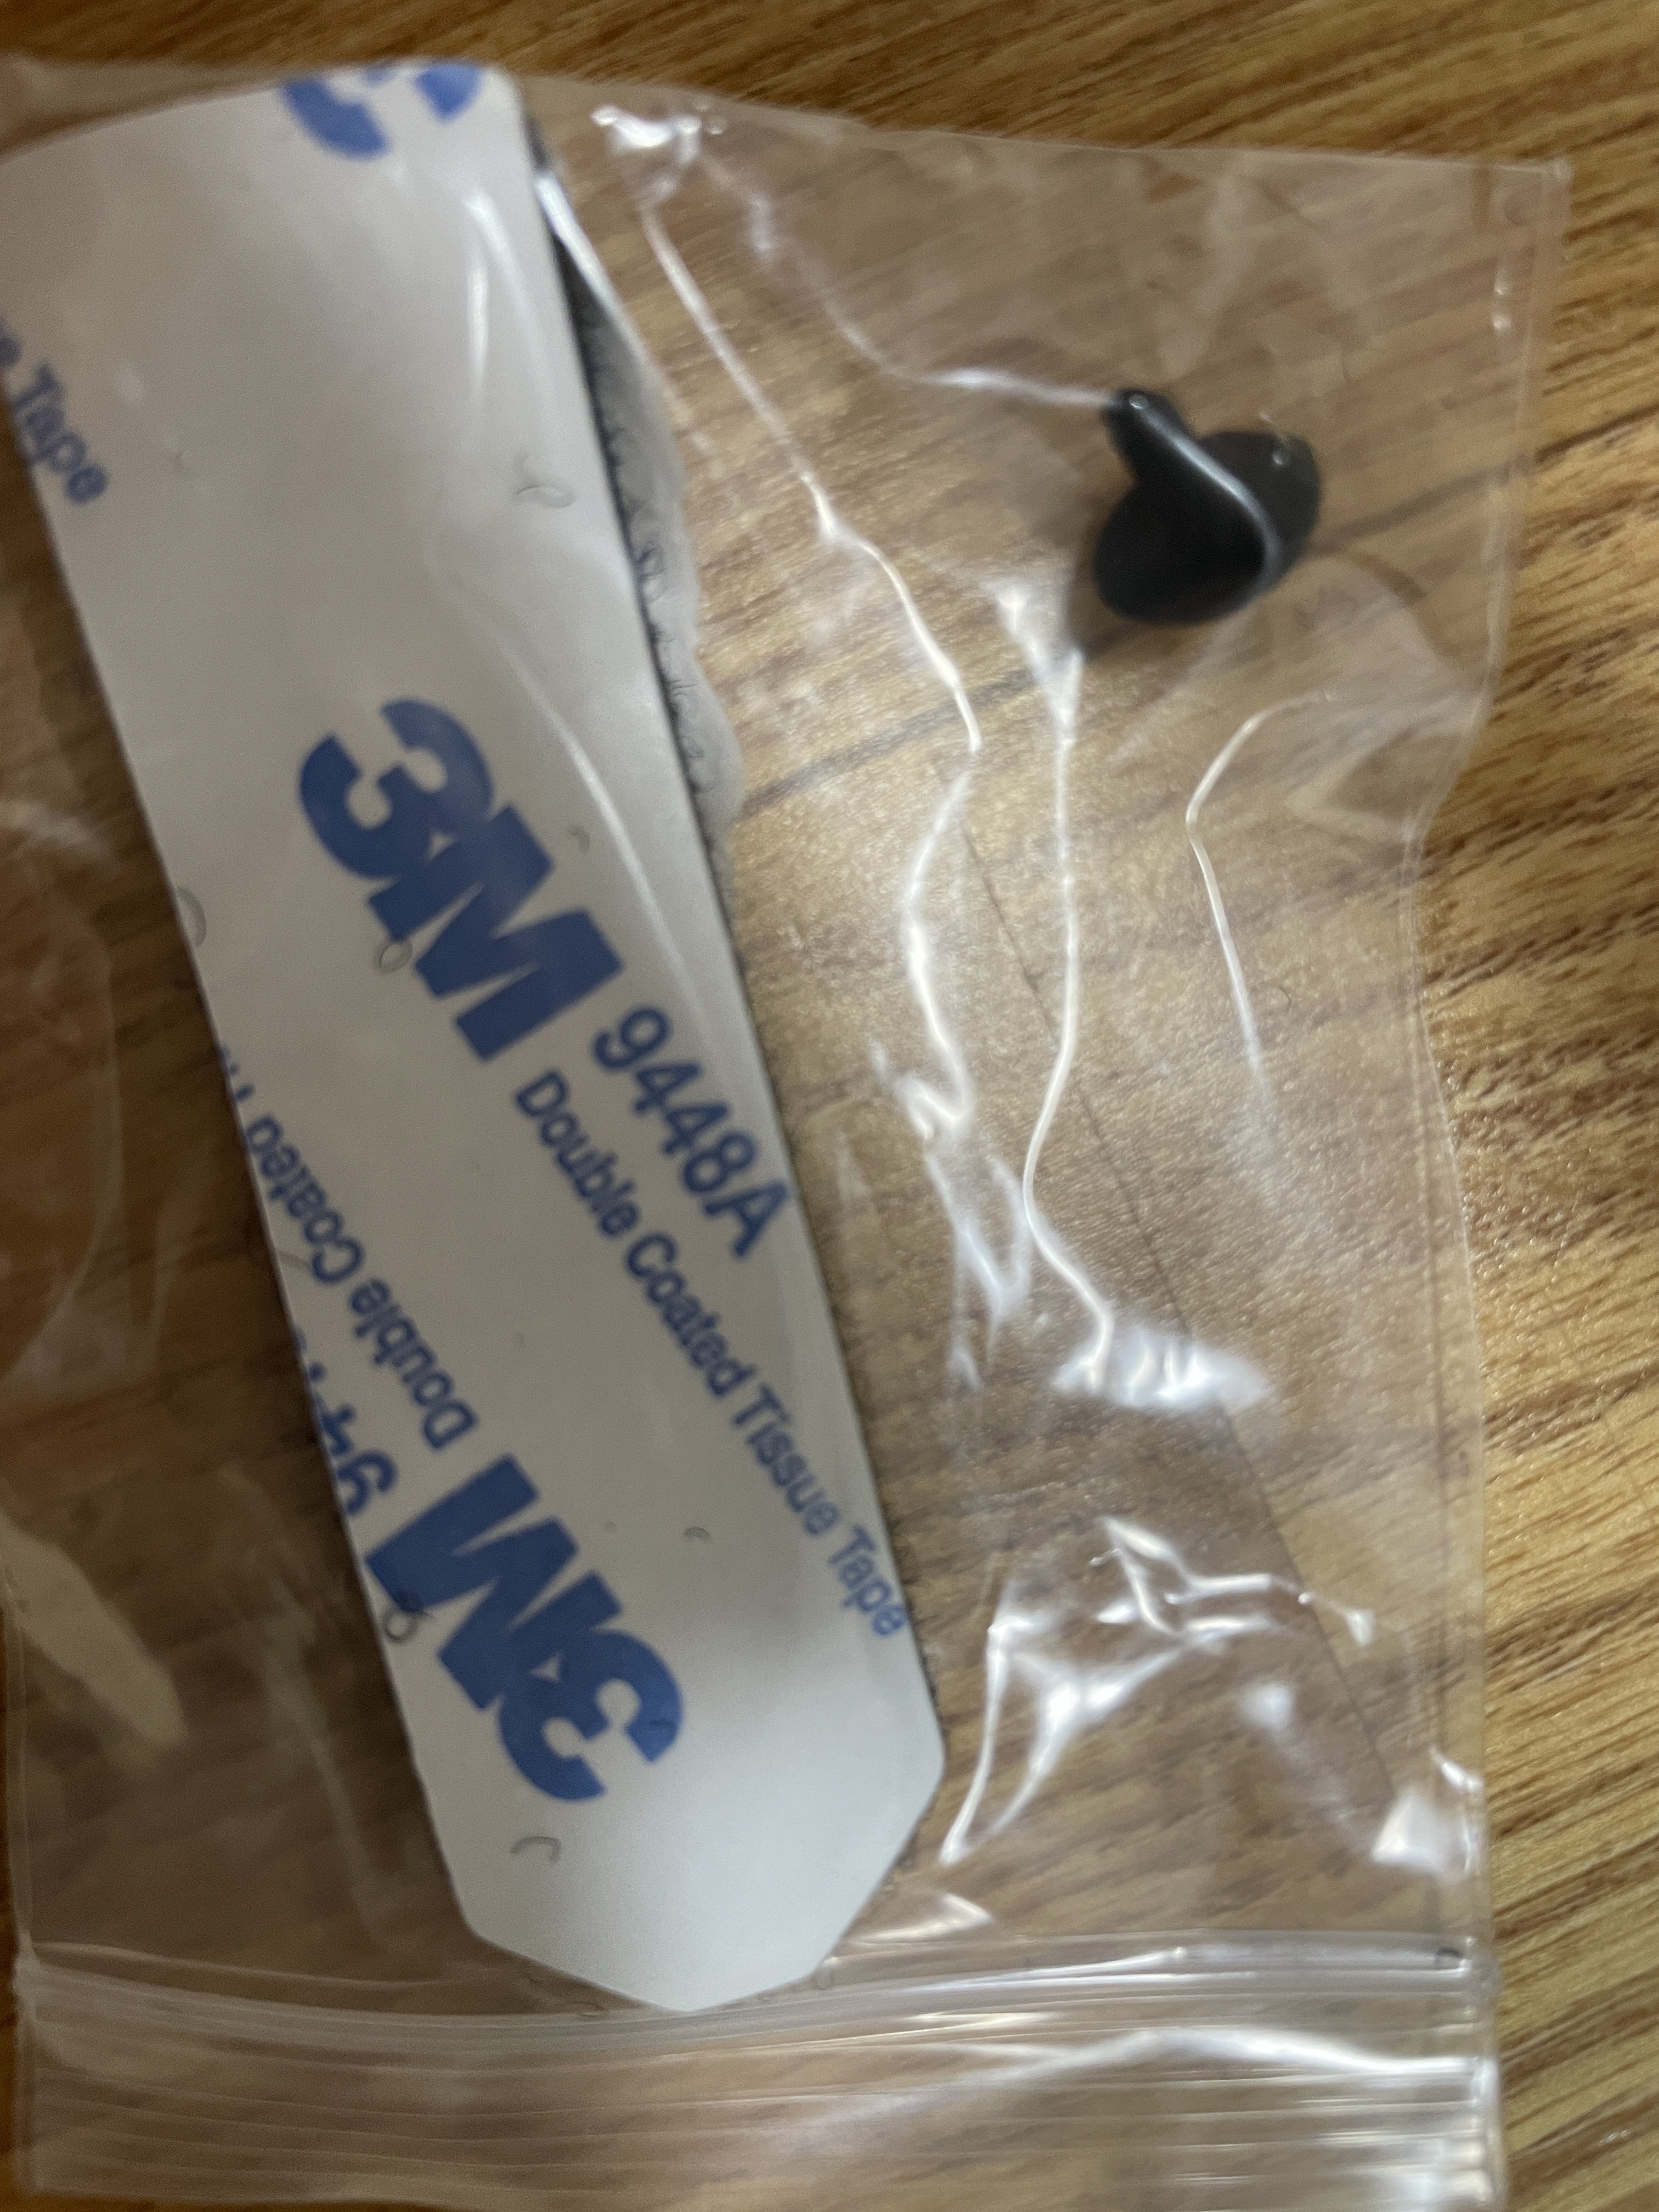 Tape
3M 9448A
Double Coated Tissue Tape
Double Coated
3M